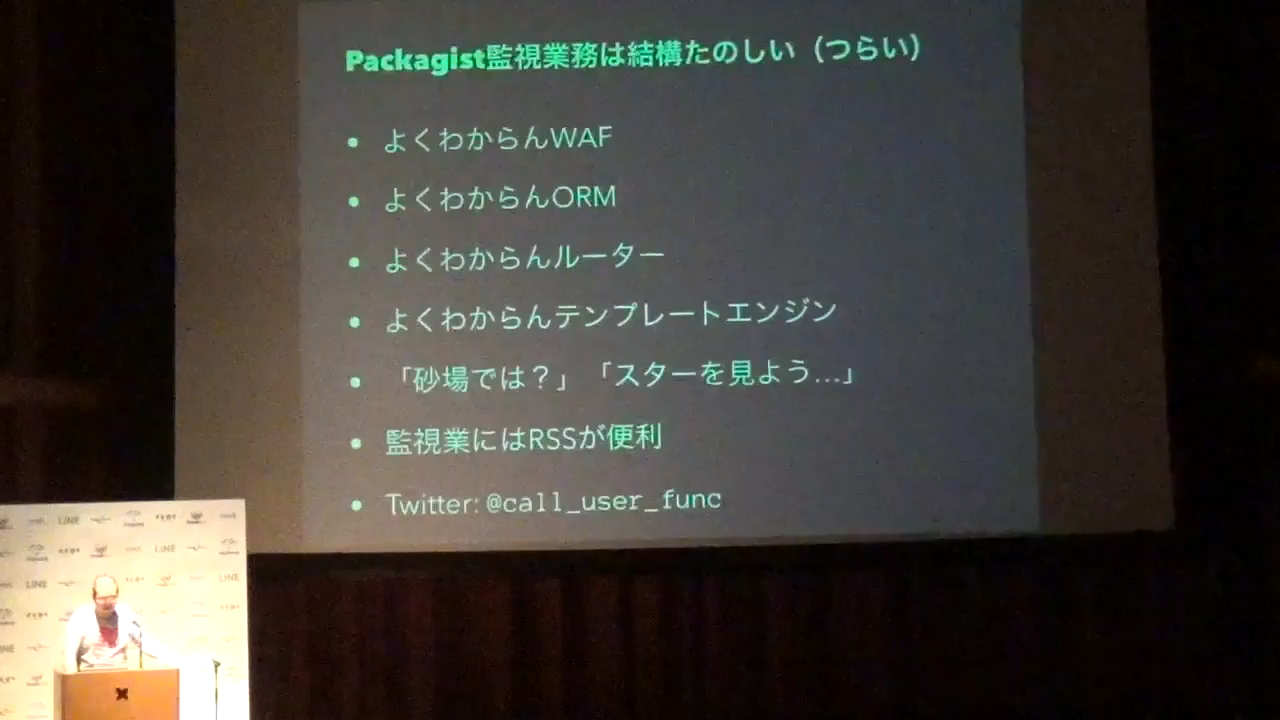 Packagist監視業務は結構たのしい（つらい）
• よくわからんWAF
• よくわからんORM
• よくわからんルーター
• よくわからんテンプレートエンジン
• 「砂場では？」「スターを見よう…」
• 監視業にはRSSが便利
• Twitter: @call_user_func
LINE
LINE
LINE
LINE